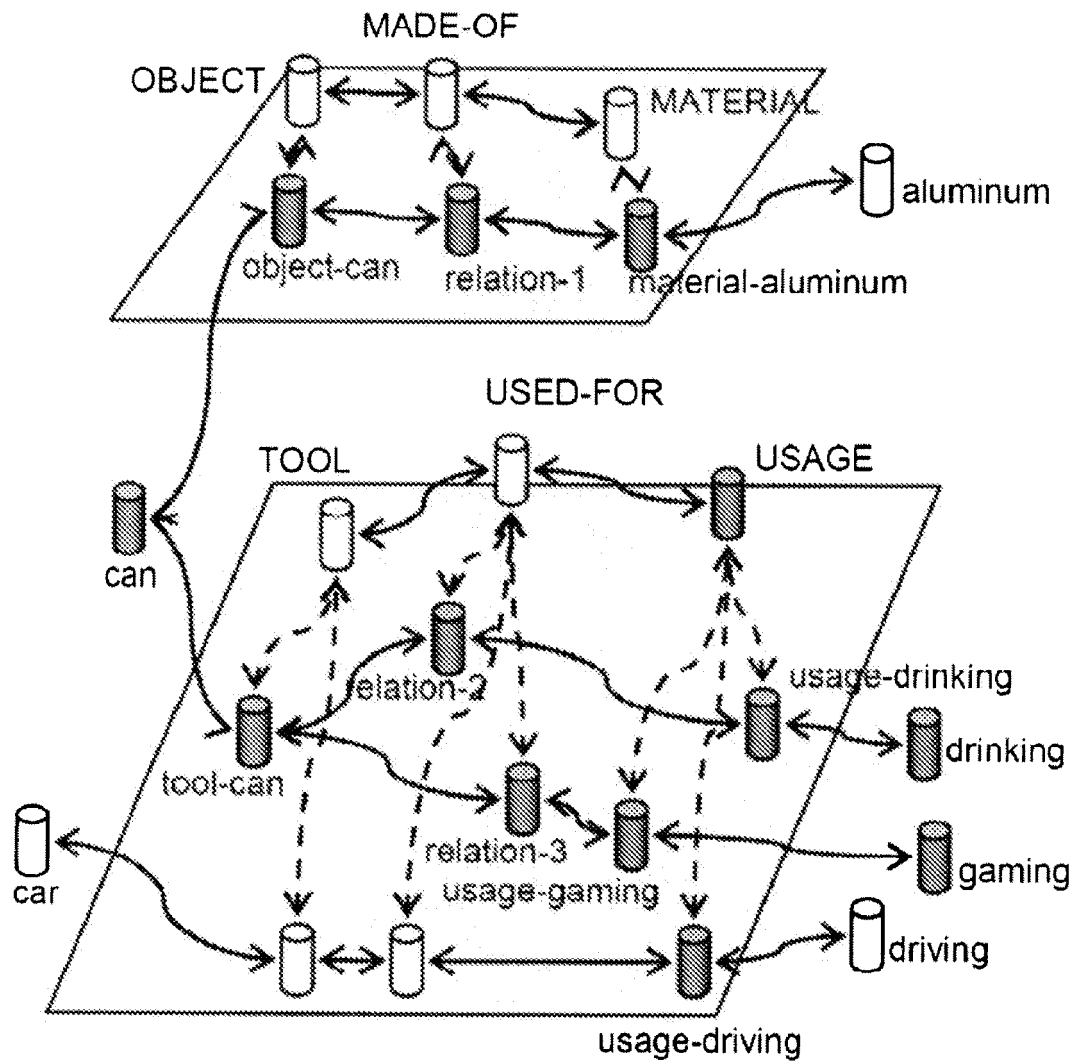 MADE-OF
OBJECT
MATERIAL
aluminum
object-can
relation-1
material-aluminum
USED-FOR
TOOL
USAGE
can
relation-2
usage-drinking
tool-can
drinking
relation-3
car
usage-gaming
gaming
driving
usage-driving